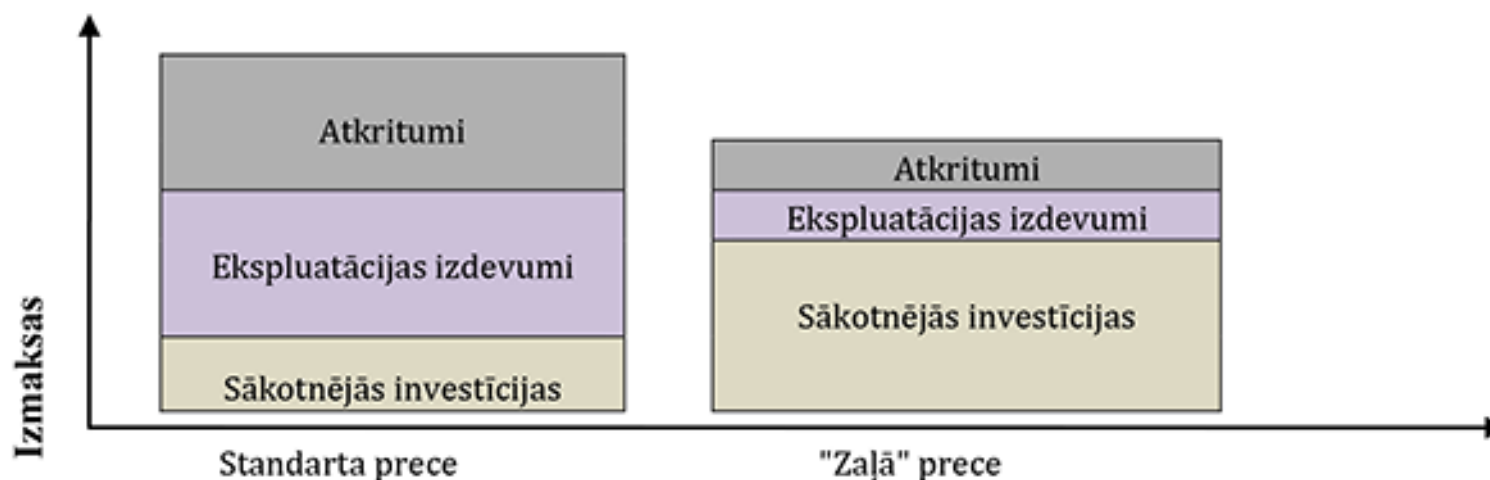 Izmaksas
Atkritumi
Ekspluatācijas izdevumi
Sākotnējās investīcijas
Standarta prece
Atkritumi
Ekspluatācijas izdevumi
Sākotnējās investīcijas
"Zaļā" prece